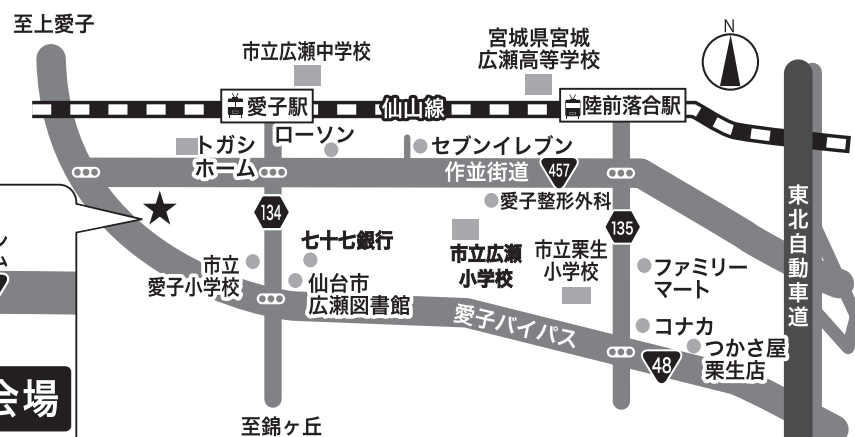 至上愛子
市立広瀬中学校
宮城県宮城
広瀬高等学校
N
愛子駅
仙山線
陸前落合駅
トガシ
ホーム
ローソン
セブンイレブン
作並街道
457
愛子整形外科
134
135
東北自動車道
七十七銀行
市立広瀬
小学校
市立栗生
小学校
市立
愛子小学校
仙台市
広瀬図書館
ファミリー
マート
愛子バイパス
コナカ
つかさ屋
栗生店
48
会場
至錦ヶ丘